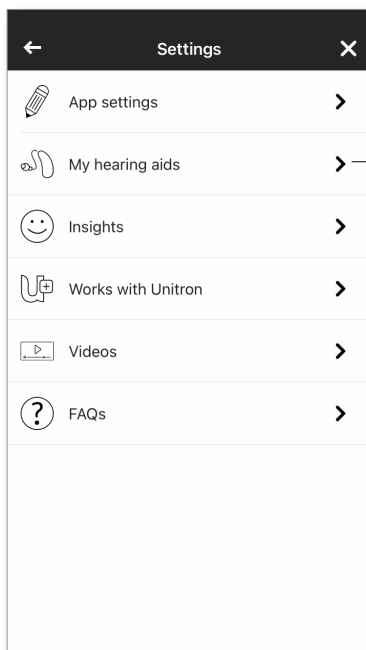 Settings
App settings
My hearing aids
Insights
Works with Unitron
Videos
FAQs